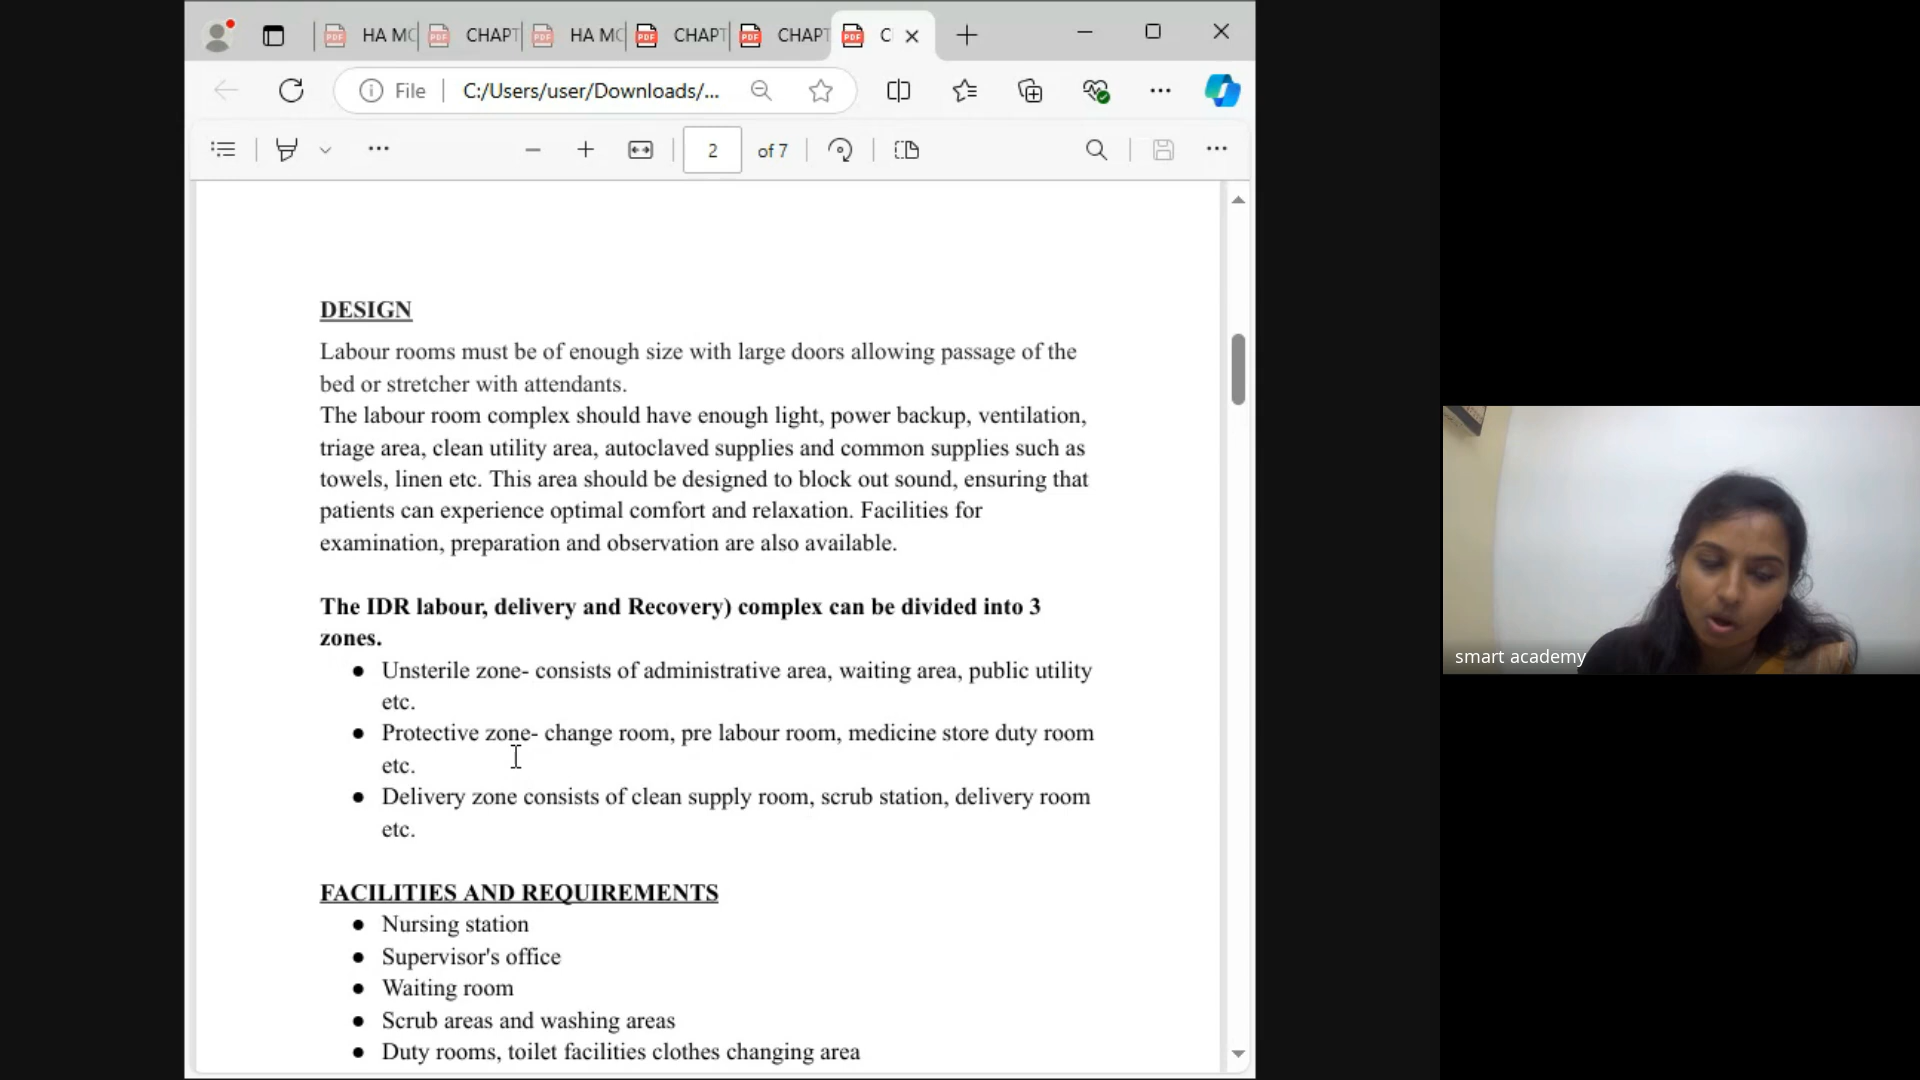 HA MC
CHAPT
HA MC
CHAPT
CHAPT
C
File
C:/Users/user/Downloads/...
2
of 7
DESIGN
Labour rooms must be of enough size with large doors allowing passage of the
bed or stretcher with attendants.
The labour room complex should have enough light, power backup, ventilation,
triage area, clean utility area, autoclaved supplies and common supplies such as
towels, linen etc. This area should be designed to block out sound, ensuring that
patients can experience optimal comfort and relaxation. Facilities for
examination, preparation and observation are also available.
The IDR labour, delivery and Recovery) complex can be divided into 3
zones.
● Unsterile zone- consists of administrative area, waiting area, public utility
etc.
● Protective zone- change room, pre labour room, medicine store duty room
etc.
● Delivery zone consists of clean supply room, scrub station, delivery room
etc.
FACILITIES AND REQUIREMENTS
● Nursing station
● Supervisor's office
● Waiting room
● Scrub areas and washing areas
● Duty rooms, toilet facilities clothes changing area
smart academy